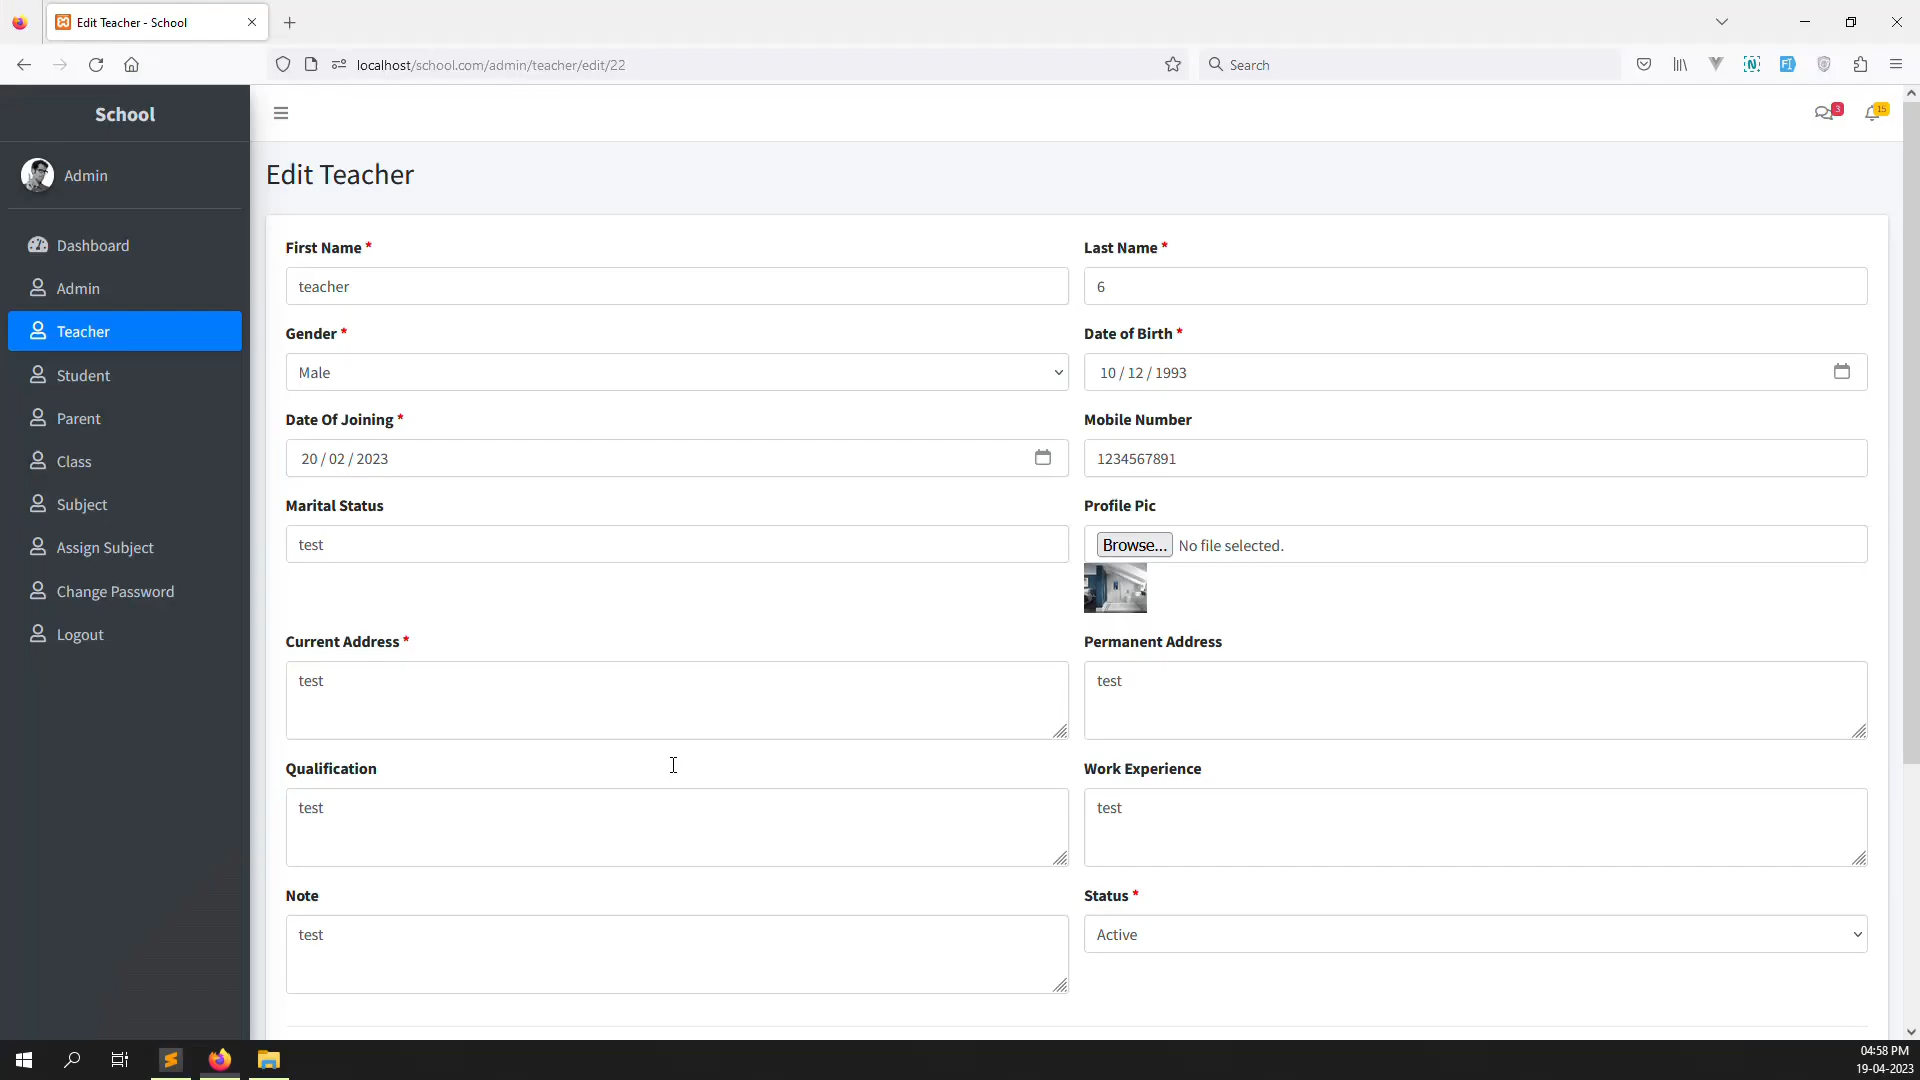 Edit Teacher - School
localhost/school.com/admin/teacher/edit/22
Search
School
3
15
Admin
Edit Teacher
Dashboard
Admin
Teacher
Student
Parent
Class
Subject
Assign Subject
Change Password
Logout
First Name *
Last Name *
teacher
6
Gender *
Date of Birth *
Male
10 / 12 / 1993
Date Of Joining *
Mobile Number
20 / 02 / 2023
1234567891
Marital Status
Profile Pic
test
Browse... No file selected.
Current Address *
Permanent Address
test
test
Qualification
Work Experience
test
test
Note
Status *
test
Active
04:58 PM
19-04-2023